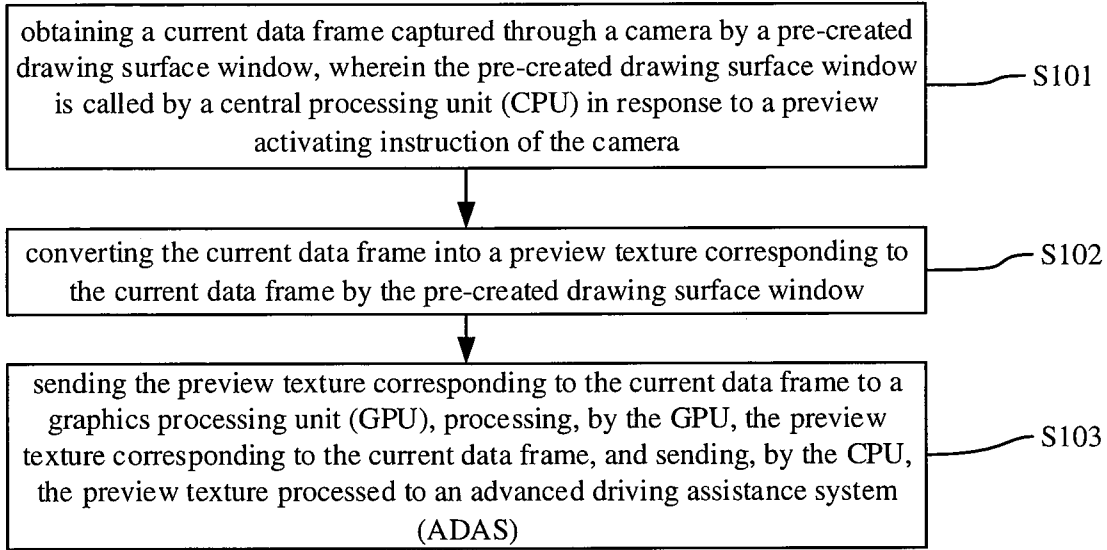 obtaining a current data frame captured through a camera by a pre-created
drawing surface window, wherein the pre-created drawing surface window
is called by a central processing unit (CPU) in response to a preview
activating instruction of the camera
S101
converting the current data frame into a preview texture corresponding to
the current data frame by the pre-created drawing surface window
S102
sending the preview texture corresponding to the current data frame to a
graphics processing unit (GPU), processing, by the GPU, the preview
texture corresponding to the current data frame, and sending, by the CPU,
the preview texture processed to an advanced driving assistance system
(ADAS)
S103